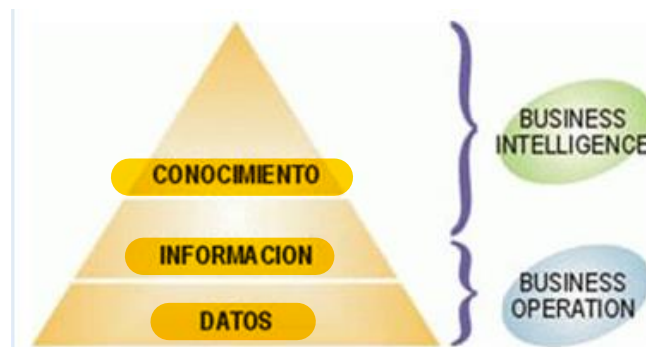 BUSINESS
INTELLIGENCE
CONOCIMIENTO
INFORMACION
DATOS
BUSINESS
OPERATION